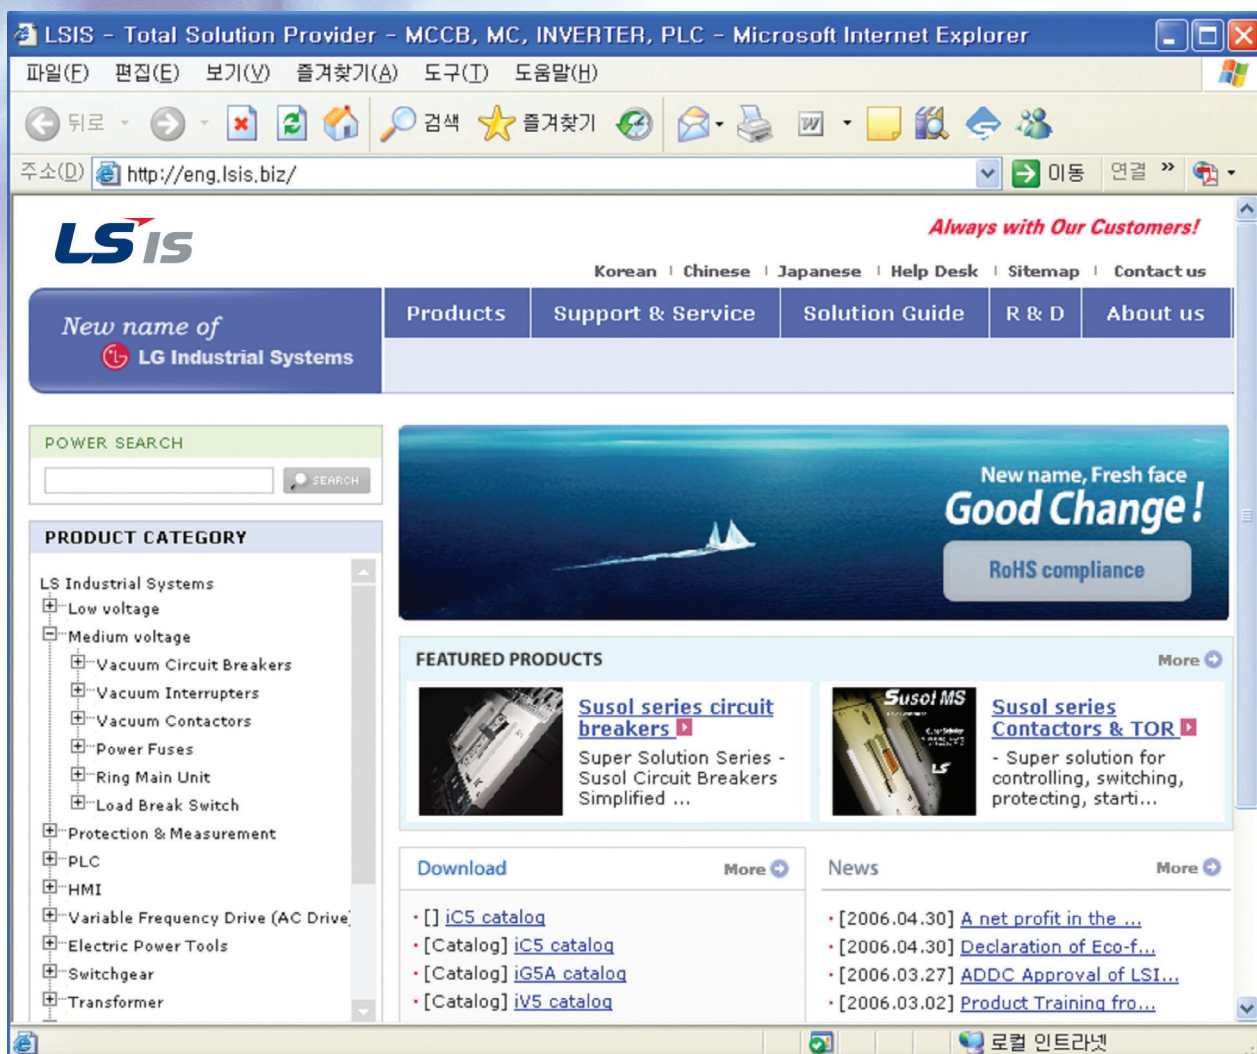 LSIS - Total Solution Provider - MCCB, MC, INVERTER, PLC - Microsoft Internet Explorer
파일(F) 편집(E) 보기(V) 즐겨찾기(A) 도구(T) 도움말(H)
뒤로 검색 즐겨찾기
주소(D) http://eng.lsis.biz/ 이동 연결 »
LSIS
Always with Our Customers!
Korean | Chinese | Japanese | Help Desk | Sitemap | Contact us
Products Support & Service Solution Guide R & D About us
New name of
LG Industrial Systems
POWER SEARCH
SEARCH
PRODUCT CATEGORY
LS Industrial Systems
Low voltage
Medium voltage
Vacuum Circuit Breakers
Vacuum Interrupters
Vacuum Contactors
Power Fuses
Ring Main Unit
Load Break Switch
Protection & Measurement
PLC
HMI
Variable Frequency Drive (AC Drive)
Electric Power Tools
Switchgear
Transformer
New name, Fresh face
Good Change!
RoHS compliance
FEATURED PRODUCTS More
Susol series circuit
breakers
Super Solution Series -
Susol Circuit Breakers
Simplified ...
Susol MS
LS
Susol series
Contactors & TOR
- Super solution for
controlling, switching,
protecting, starti...
Download More
· [] iC5 catalog
· [Catalog] iC5 catalog
· [Catalog] iG5A catalog
· [Catalog] iV5 catalog
News More
· [2006.04.30] A net profit in the ...
· [2006.04.30] Declaration of Eco-f...
· [2006.03.27] ADDC Approval of LSI...
· [2006.03.02] Product Training fro...
로컬 인트라넷